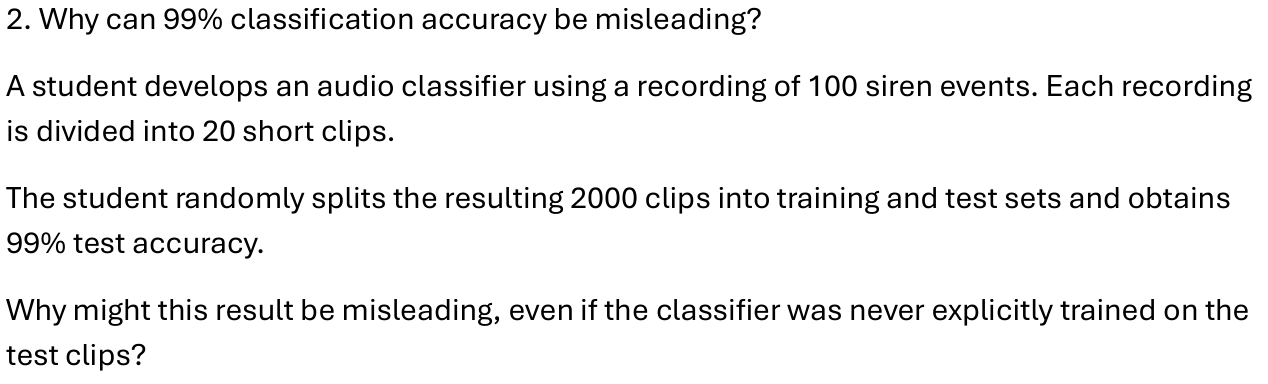 2. Why can 99% classification accuracy be misleading?
A student develops an audio classifier using a recording of 100 siren events. Each recording
is divided into 20 short clips.
The student randomly splits the resulting 2000 clips into training and test sets and obtains
99% test accuracy.
Why might this result be misleading, even if the classifier was never explicitly trained on the
test clips?